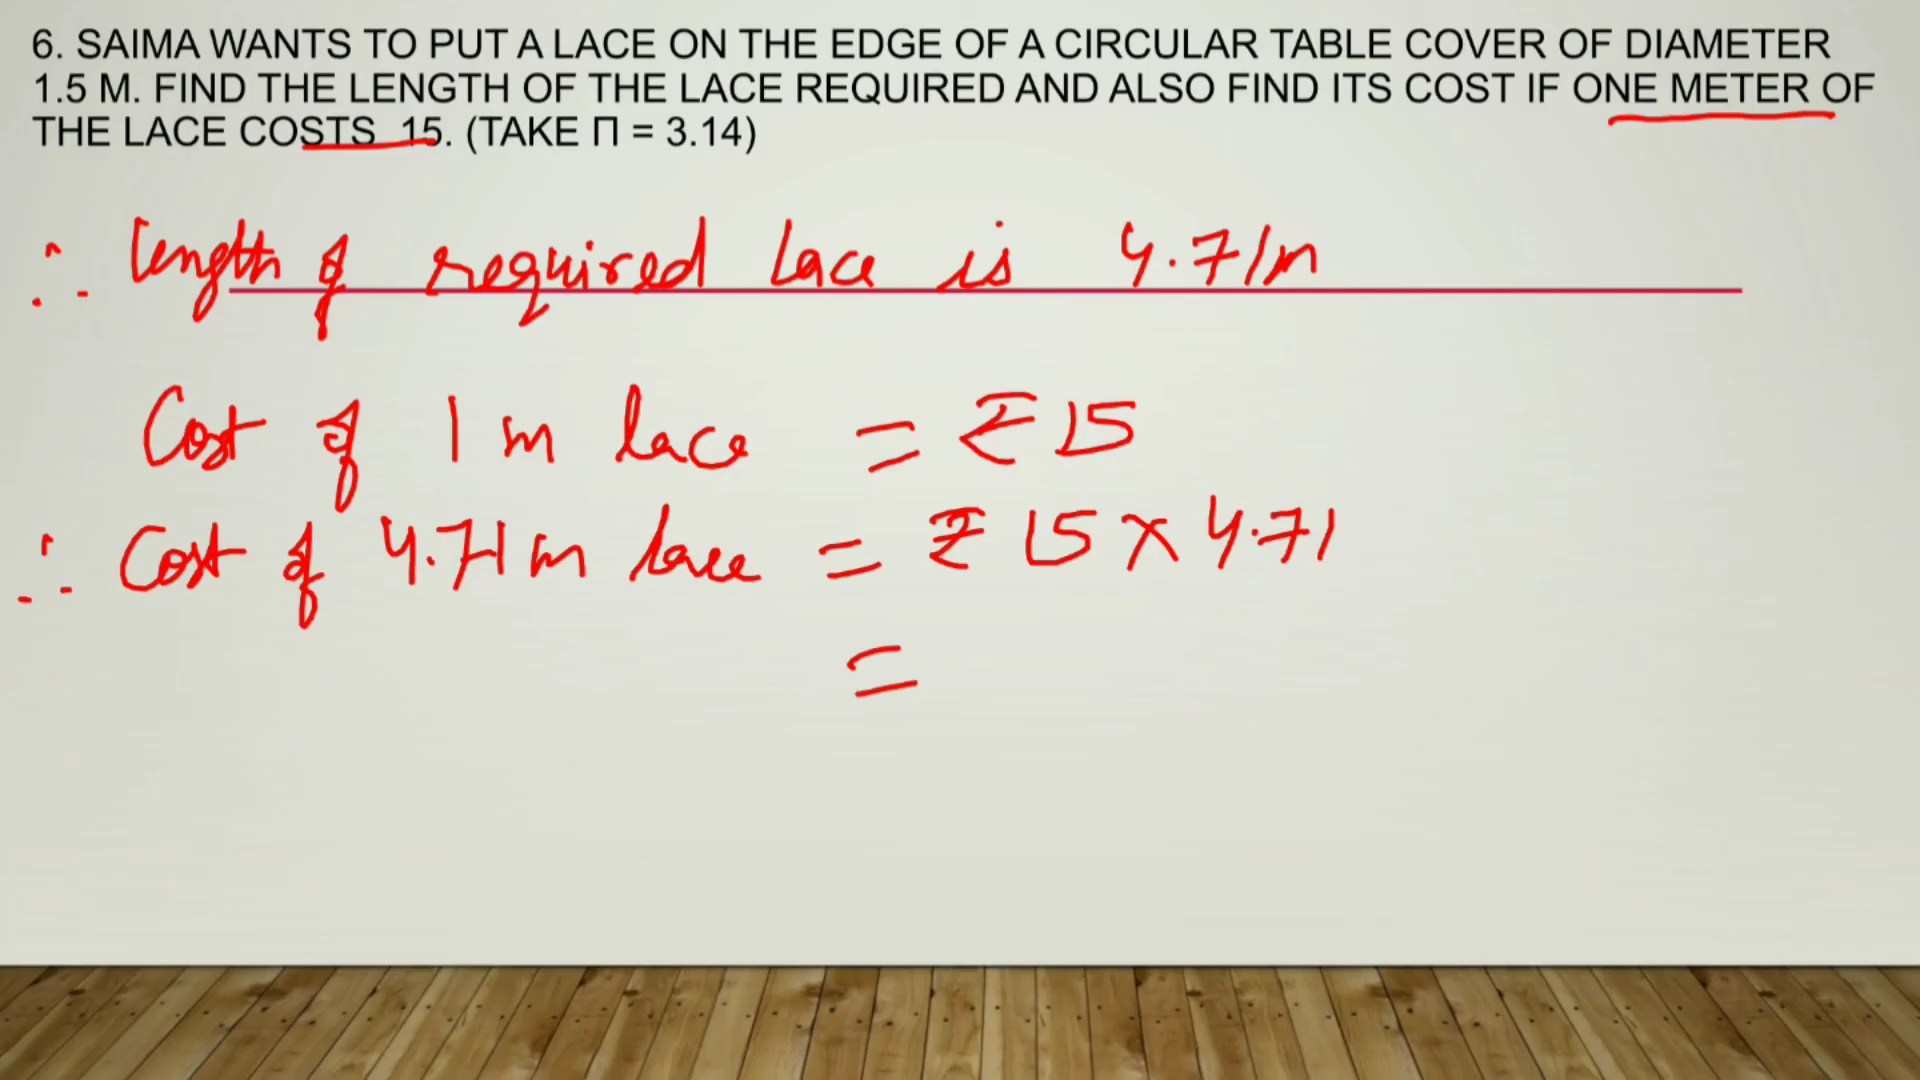 6. SAIMA WANTS TO PUT A LACE ON THE EDGE OF A CIRCULAR TABLE COVER OF DIAMETER
1.5 M. FIND THE LENGTH OF THE LACE REQUIRED AND ALSO FIND ITS COST IF ONE METER OF
THE LACE COSTS 15. (TAKE Π = 3.14)
∴ length of required lace is 4.71m
Cost of 1 m lace = ₹ 15
∴ Cost of 4.71m lace = ₹ 15 × 4.71
=